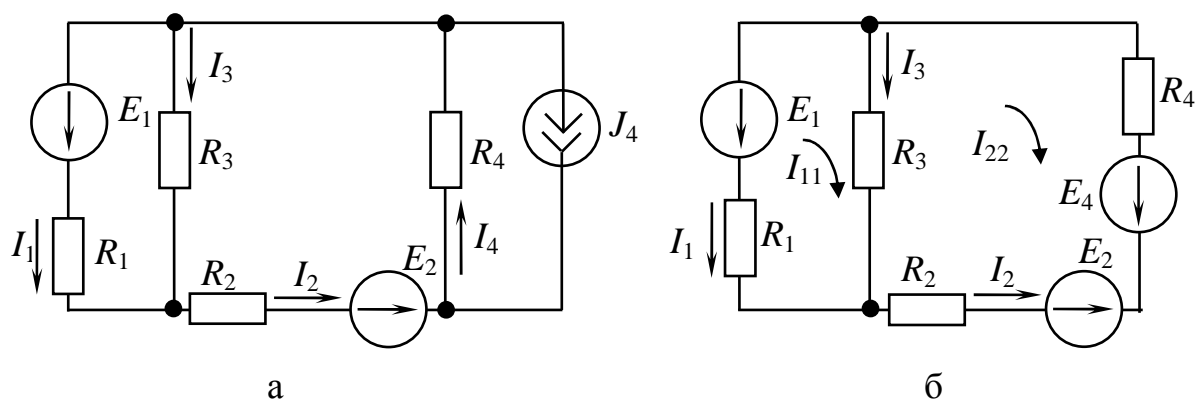 I₃
E₁
J₄
R₃
R₄
I₁
R₁
R₂
I₂
E₂
I₄
а
I₃
R₄
E₁
R₃
I₁₁
I₂₂
E₄
I₁
R₁
R₂
I₂
E₂
б